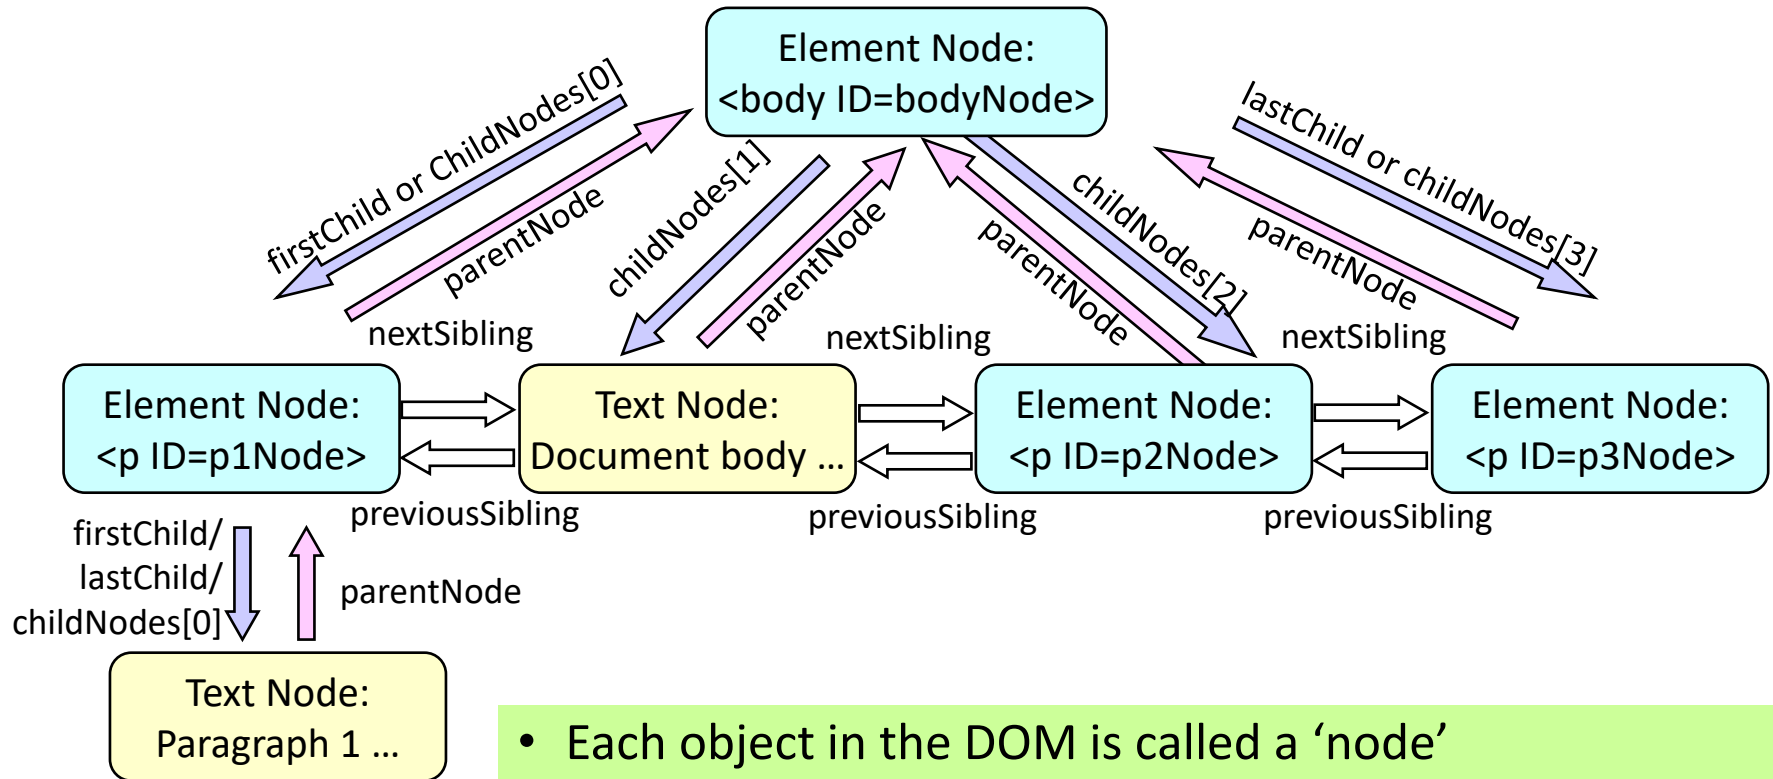 Element Node:
<body ID=bodyNode>
firstChild or ChildNodes[0]
parentNode
childNodes[1]
parentNode
childNodes[2]
parentNode
lastChild or childNodes[3]
parentNode
nextSibling
nextSibling
nextSibling
Element Node:
<p ID=p1Node>
Text Node:
Document body ...
Element Node:
<p ID=p2Node>
Element Node:
<p ID=p3Node>
previousSibling
previousSibling
previousSibling
firstChild/
lastChild/
childNodes[0]
parentNode
Text Node:
Paragraph 1 ...
• Each object in the DOM is called a ‘node’